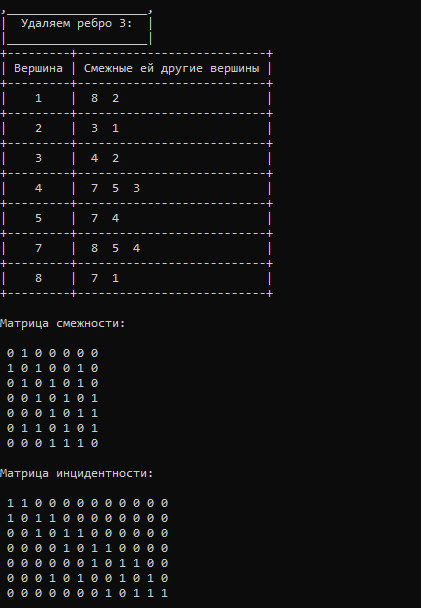 Удаляем ребро 3:
Вершина | Смежные ей другие вершины
1 | 8 2
2 | 3 1
3 | 4 2
4 | 7 5 3
5 | 7 4
7 | 8 5 4
8 | 7 1
Матрица смежности:
0 1 0 0 0 0 0
1 0 1 0 0 1 0
0 1 0 1 0 1 0
0 0 1 0 1 0 1
0 0 0 1 0 1 1
0 1 1 0 1 0 1
0 0 0 1 1 1 0
Матрица инцидентности:
1 1 0 0 0 0 0 0 0 0 0 0
1 0 1 1 0 0 0 0 0 0 0 0
0 0 1 0 1 1 0 0 0 0 0 0
0 0 0 0 1 0 1 1 0 0 0 0
0 0 0 0 0 0 1 0 1 1 0 0
0 0 0 1 0 1 0 0 1 0 1 0
0 0 0 0 0 0 0 1 0 1 1 1